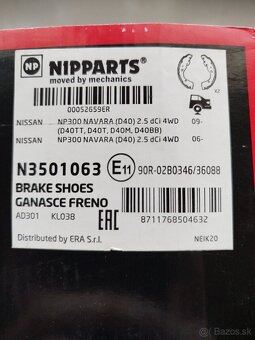 NP NIPPARTS®
moved by mechanics
00052659ER
x2
NISSAN NP300 NAVARA (D40) 2.5 dCi 4WD 09-
(D40TT, D40T, D40M, D40BB)
NISSAN NP300 NAVARA (D40) 2.5 dCi 4WD 06-
N3501063 E11 90R-02B0346/36088
BRAKE SHOES
GANASCE FRENO
AD301 KL038 EAC 8711768504632
Distributed by ERA S.r.l. NEIK20
bazos.sk